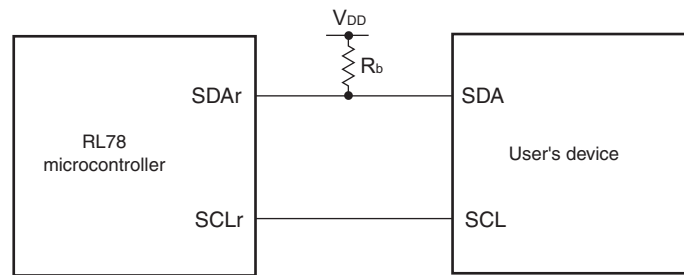 VDD
Rb
SDAr
SDA
RL78
microcontroller
User's device
SCLr
SCL